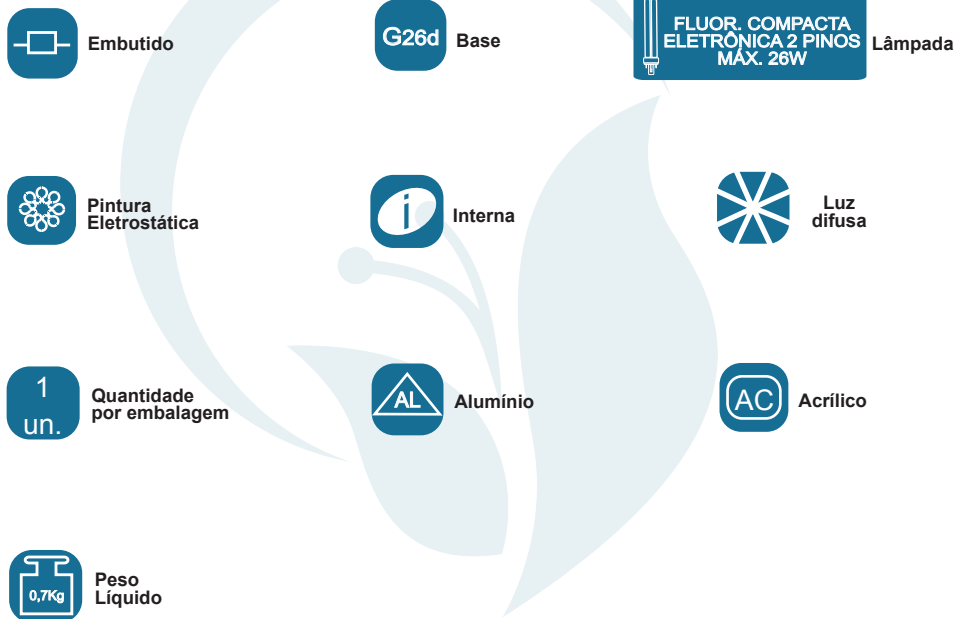 Embutido
G26d
Base
FLUOR. COMPACTA
ELETRÔNICA 2 PINOS
MÁX. 26W
Lâmpada
Pintura
Eletrostática
i
Interna
Luz
difusa
1
un.
Quantidade
por embalagem
AL
Alumínio
AC
Acrílico
0,7Kg
Peso
Líquido